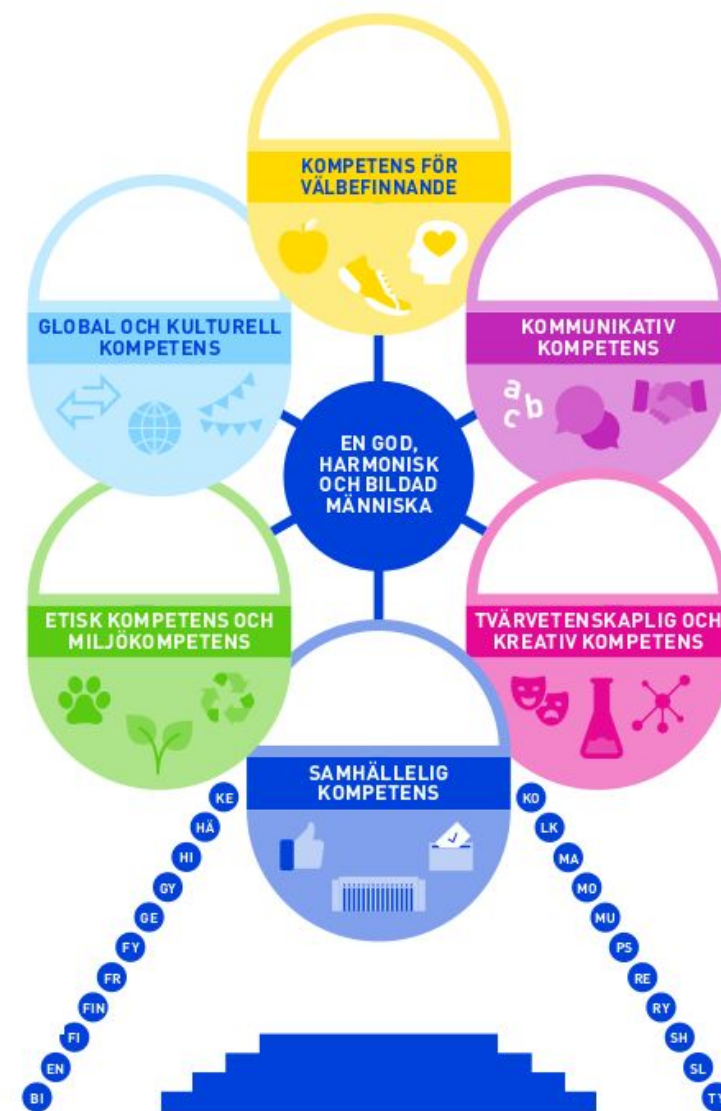 KOMPETENS FÖR
VÄLBEFINNANDE
GLOBAL OCH KULTURELL
KOMPETENS
KOMMUNIKATIV
KOMPETENS
a
b
c
EN GOD,
HARMONISK
OCH BILDAD
MÄNNISKA
ETISK KOMPETENS OCH
MILJÖKOMPETENS
TVÄRVETENSKAPLIG OCH
KREATIV KOMPETENS
SAMHÄLLELIG
KOMPETENS
KE
HÄ
HI
GY
GE
FY
FR
FIN
FI
EN
BI
KO
LK
MA
MO
MU
PS
RE
RY
SH
SL
TY